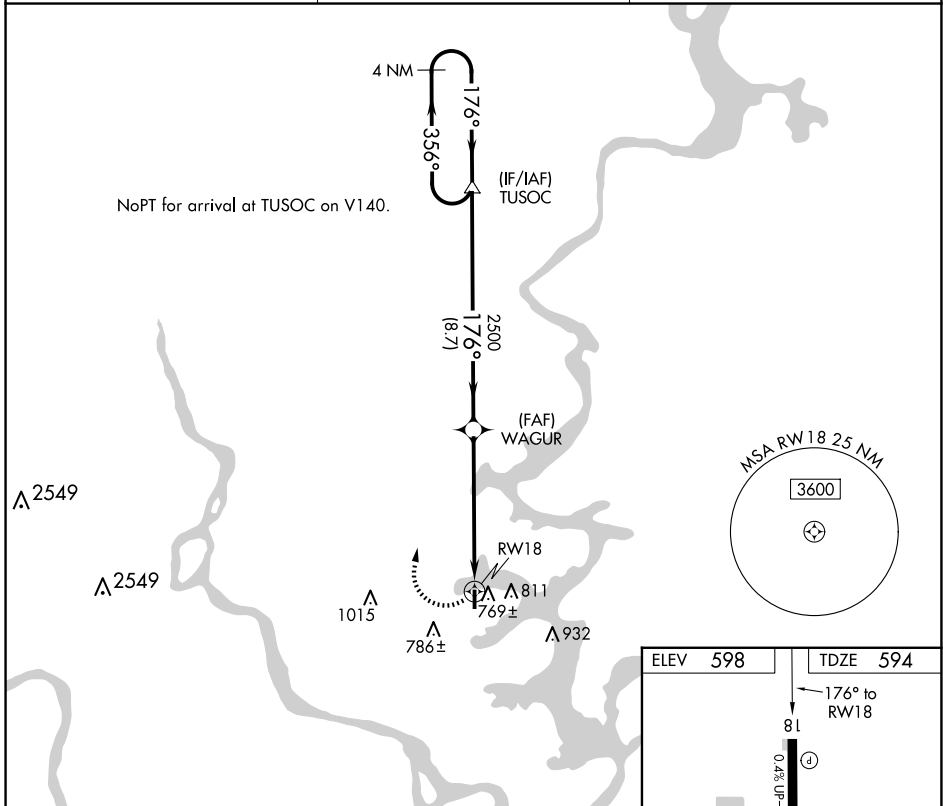 4 NM
176°
356°
(IF/IAF)
TUSOC
NoPT for arrival at TUSOC on V140.
2500
176°
(8.7)
(FAF)
WAGUR
MSA RW18 25 NM
3600
2549
2549
RW18
811
769±
1015
786±
932
ELEV 598
TDZE 594
176° to
RW18
18
P
0.4% UP